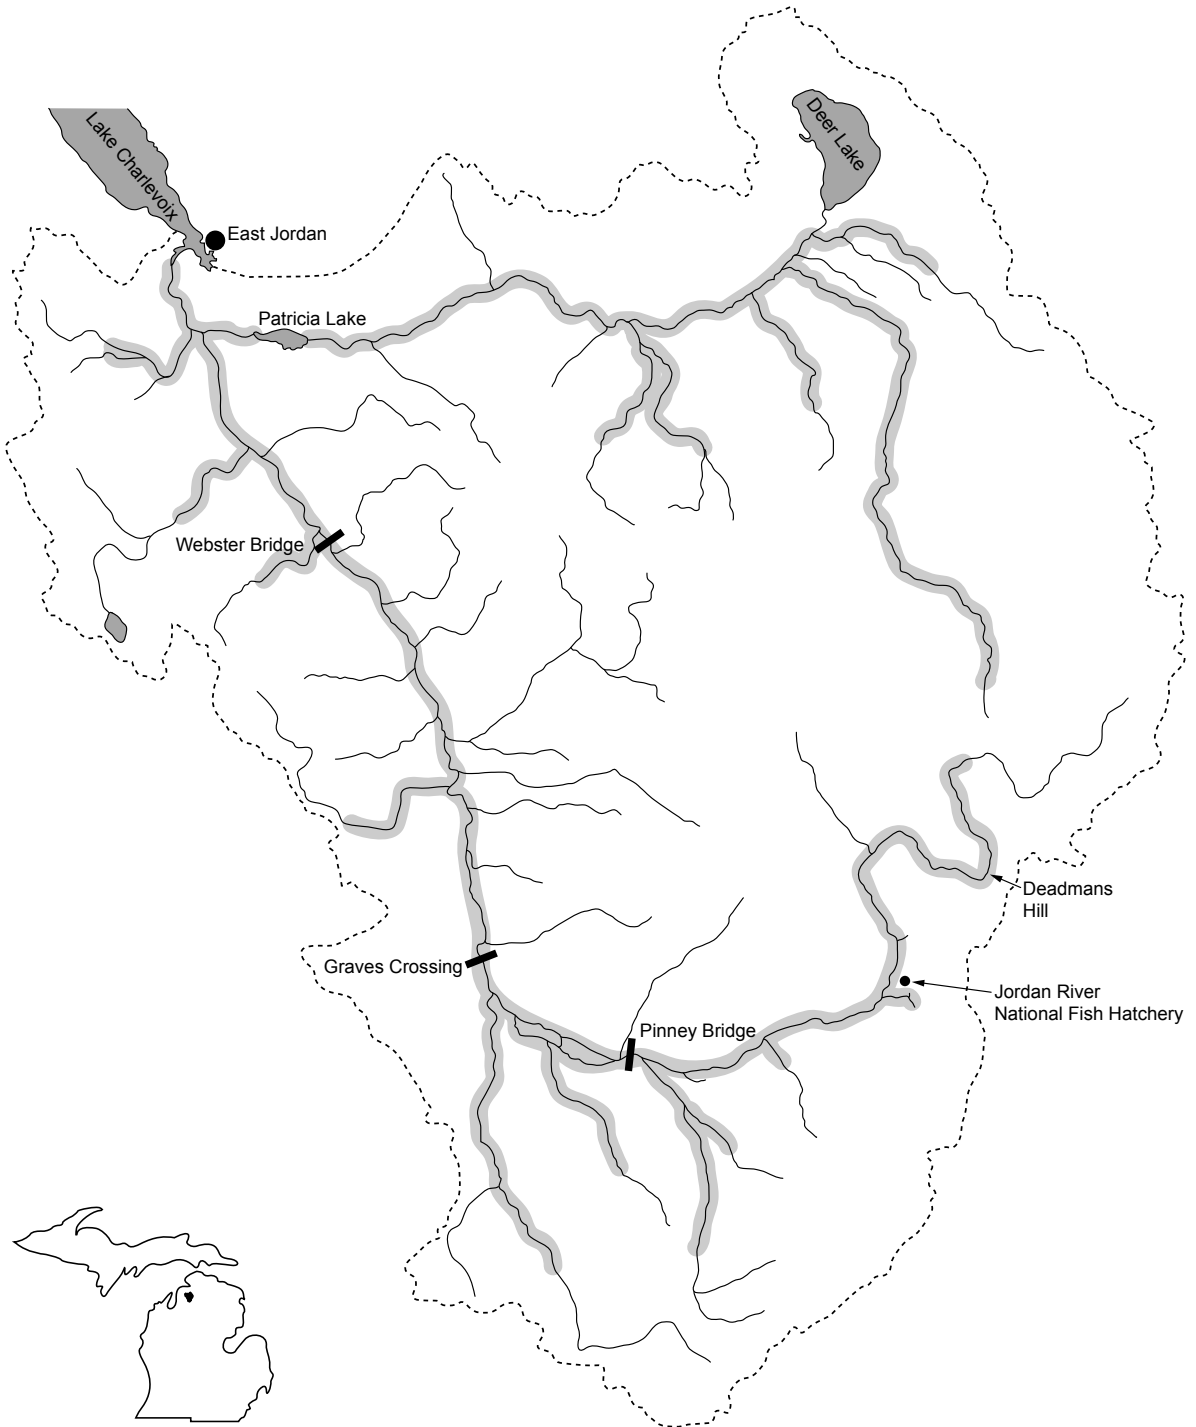 Deer Lake
Lake Charlevoix
East Jordan
Patricia Lake
Webster Bridge
Deadmans
Hill
Graves Crossing
Jordan River
National Fish Hatchery
Pinney Bridge